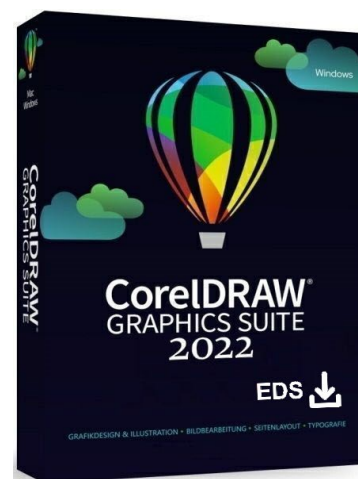 Windows
Mac
Windows
CorelDRAW
GRAPHICS SUITE
CorelDRAW®
GRAPHICS SUITE
2022
EDS
GRAFIKDESIGN & ILLUSTRATION • BILDBEARBEITUNG • SEITENLAYOUT • TYPOGRAFIE